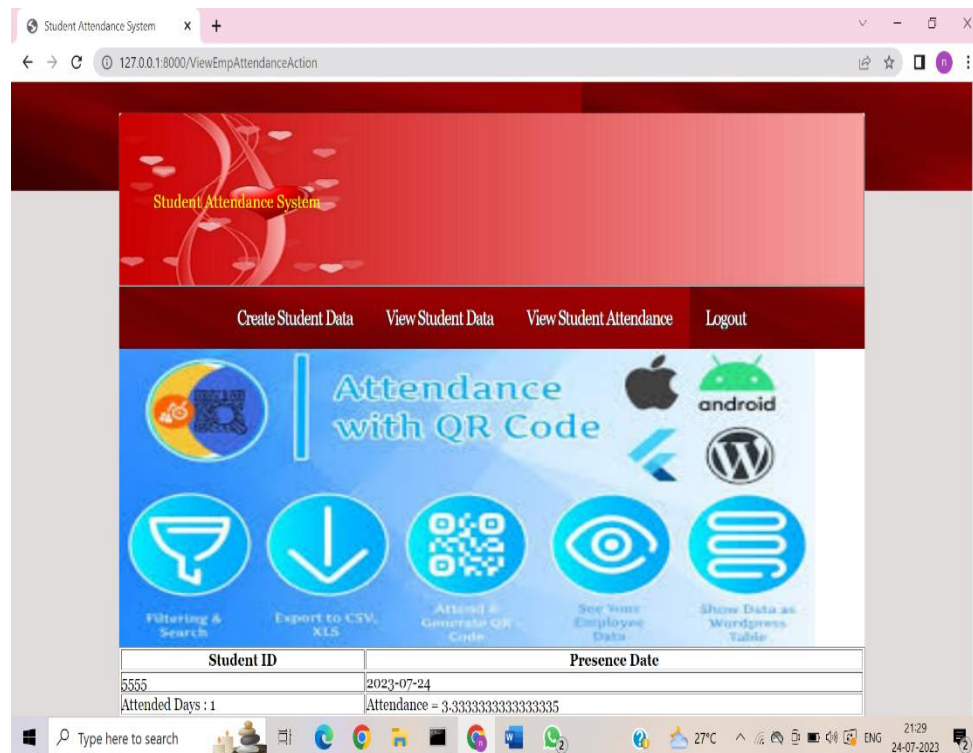 Student Attendance System
127.0.0.1:8000/ViewEmpAttendanceAction
n
Student Attendance System
Create Student Data View Student Data View Student Attendance Logout
Attendance
with QR Code
android
Filtering &
Search
Export to CSV,
XLS
Attend &
Generate QR
Code
See Your
Employee
Data
Show Data as
Wordpress
Table
Student ID Presence Date
5555 2023-07-24
Attended Days : 1 Attendance = 3.3333333333333335
Type here to search
2
27°C
ENG
21:29
24-07-2023